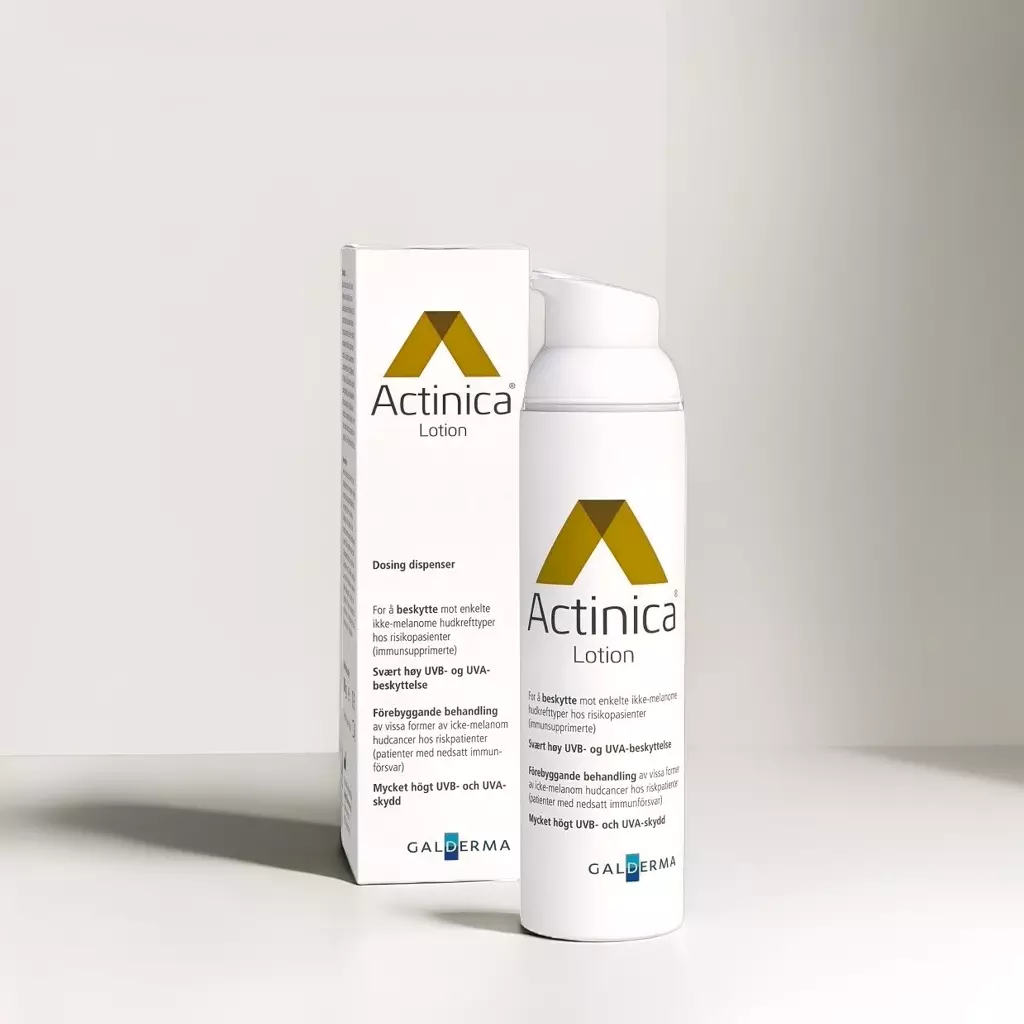 Actinica®
Lotion
Dosing dispenser
For å beskytte mot enkelte
ikke-melanome hudkrefttyper
hos risikopasienter
(immunsupprimerte)
Svært høy UVB- og UVA-
beskyttelse
Förebyggande behandling
av vissa former av icke-melanom
hudcancer hos riskpatienter
(patienter med nedsatt immun-
försvar)
Mycket högt UVB- och UVA-
skydd
GALDERMA
Actinica®
Lotion
For å beskytte mot enkelte ikke-melanome
hudkrefttyper hos risikopasienter
(immunsupprimerte)
Svært høy UVB- og UVA-beskyttelse
Förebyggande behandling av vissa former
av icke-melanom hudcancer hos riskpatienter
(patienter med nedsatt immunförsvar)
Mycket högt UVB- och UVA-skydd
GALDERMA